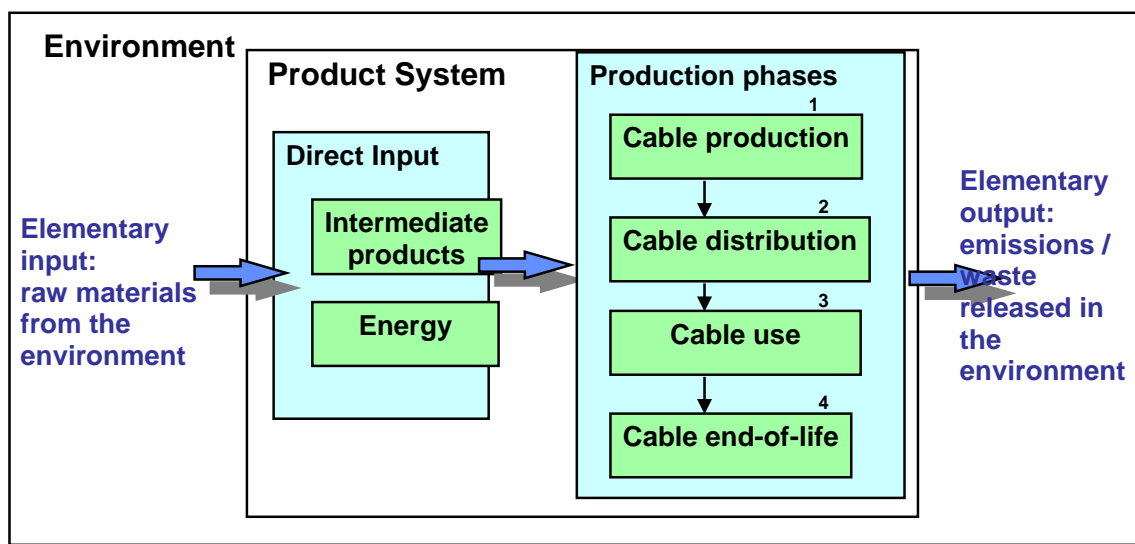 Environment
Product System
Production phases
Direct Input
Intermediate
products
Energy
1
Cable production
2
Cable distribution
3
Cable use
4
Cable end-of-life
Elementary
input:
raw materials
from the
environment
Elementary
output:
emissions /
waste
released in
the
environment